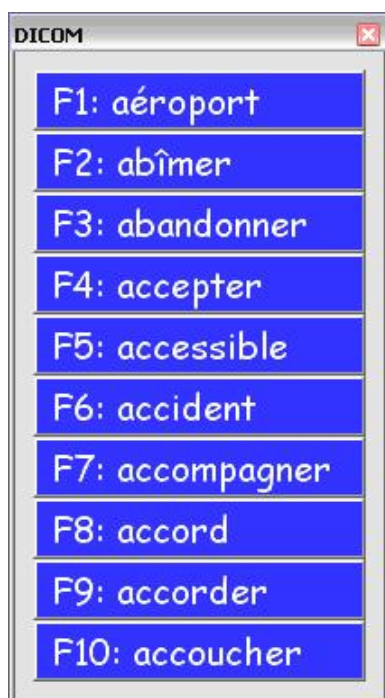 DICOM
F1: aéroport
F2: abîmer
F3: abandonner
F4: accepter
F5: accessible
F6: accident
F7: accompagner
F8: accord
F9: accorder
F10: accoucher